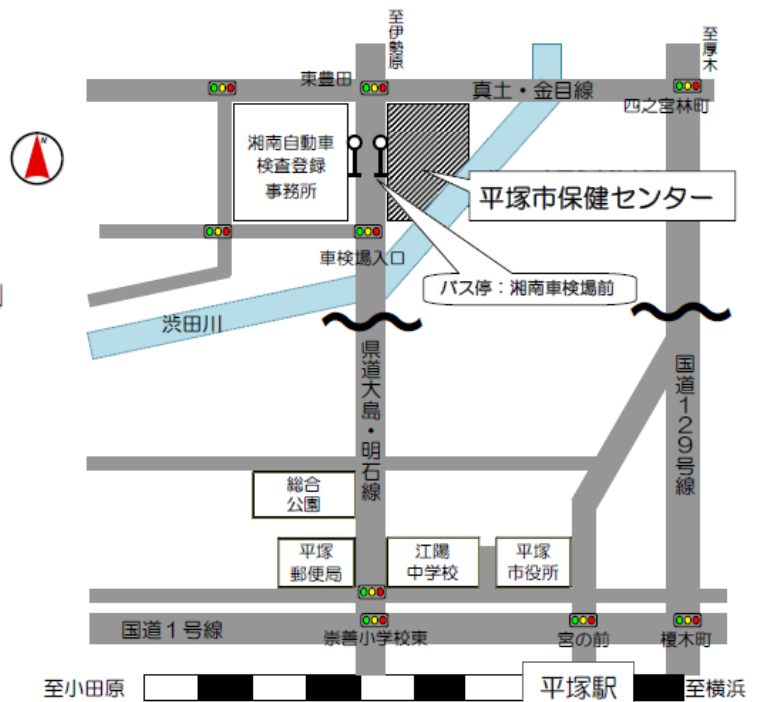 至伊勢原
至厚木
東豊田
真土・金目線
四之宮林町
N
湘南自動車
検査登録
事務所
平塚市保健センター
車検場入口
バス停：湘南車検場前
渋田川
県道大島・明石線
国道129号線
総合
公園
平塚
郵便局
江陽
中学校
平塚
市役所
国道1号線
崇善小学校東
宮の前
榎木町
至小田原
平塚駅
至横浜